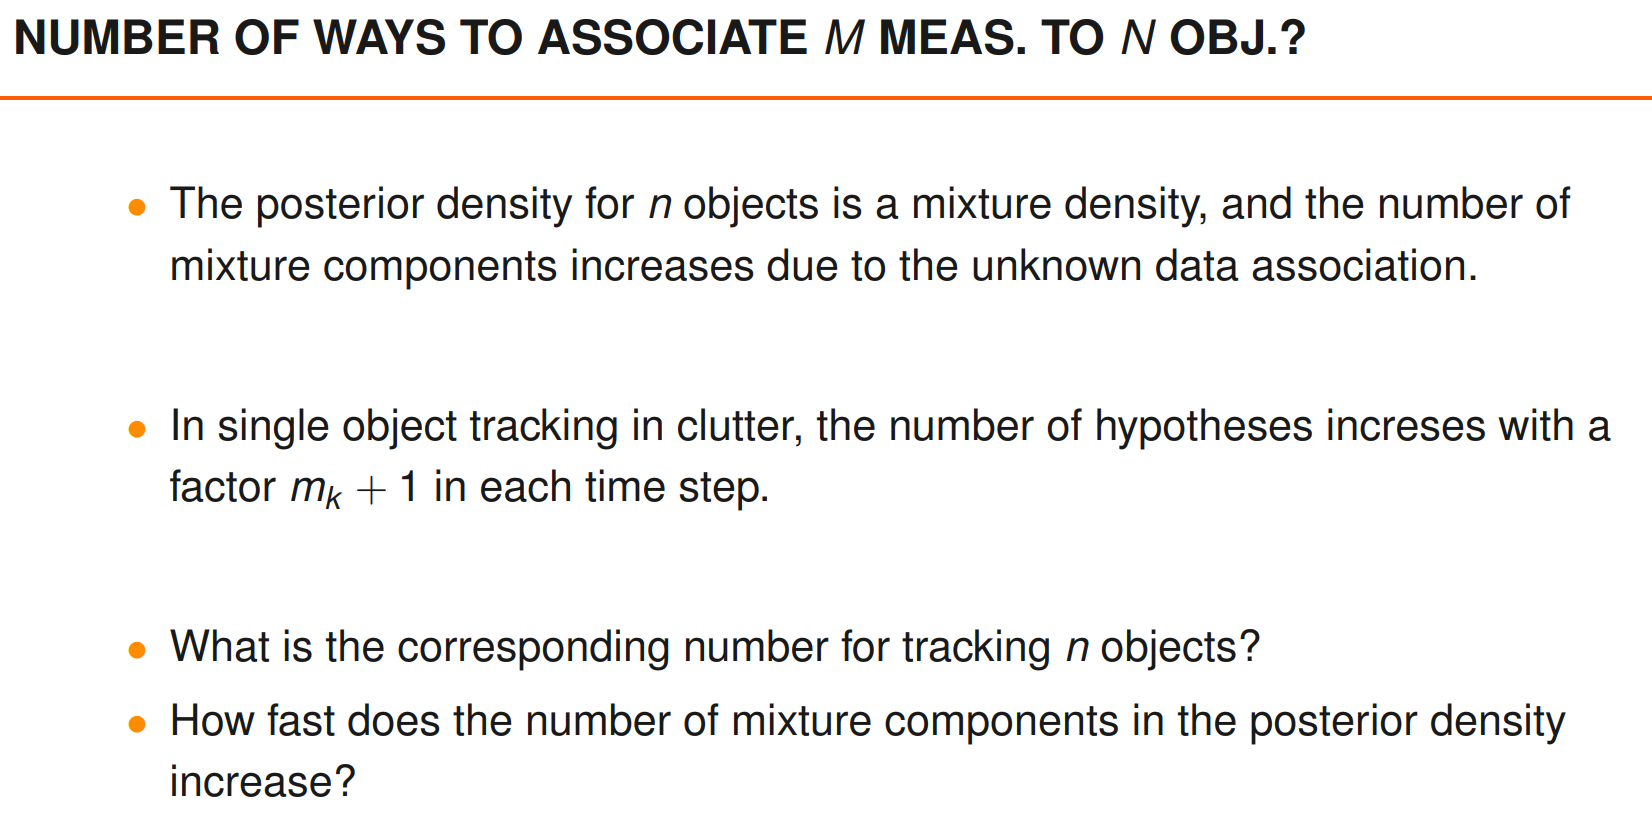 NUMBER OF WAYS TO ASSOCIATE M MEAS. TO N OBJ.?
• The posterior density for n objects is a mixture density, and the number of
mixture components increases due to the unknown data association.
• In single object tracking in clutter, the number of hypotheses increses with a
factor mₖ + 1 in each time step.
• What is the corresponding number for tracking n objects?
• How fast does the number of mixture components in the posterior density
increase?